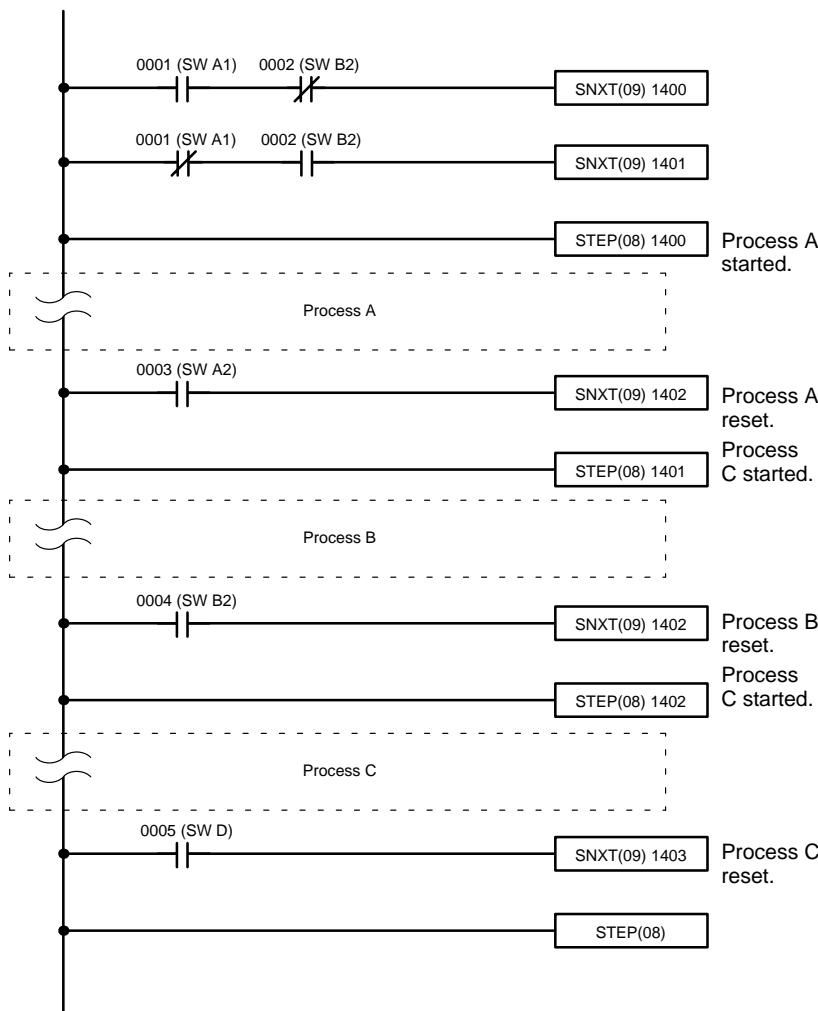 0001 (SW A1) 0002 (SW B2)
SNXT(09) 1400
0001 (SW A1) 0002 (SW B2)
SNXT(09) 1401
STEP(08) 1400
Process A
started.
Process A
0003 (SW A2)
SNXT(09) 1402
Process A
reset.
Process
C started.
STEP(08) 1401
Process B
0004 (SW B2)
SNXT(09) 1402
Process B
reset.
Process
C started.
STEP(08) 1402
Process C
0005 (SW D)
SNXT(09) 1403
Process C
reset.
STEP(08)